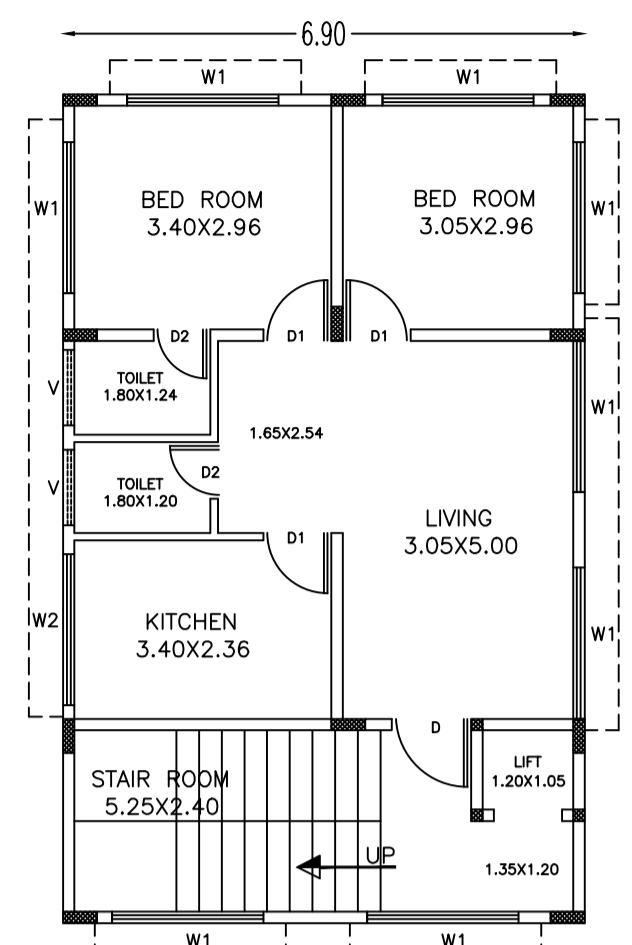 6.90
W1 W1
BED ROOM
3.40X2.96
BED ROOM
3.05X2.96
W1
W1
D2
D1
D1
V
TOILET
1.80X1.24
W1
1.65X2.54
V
TOILET
1.80X1.20
D2
LIVING
3.05X5.00
D1
W2
KITCHEN
3.40X2.36
W1
D
STAIR ROOM
5.25X2.40
LIFT
1.20X1.05
UP
1.35X1.20
W1 W1